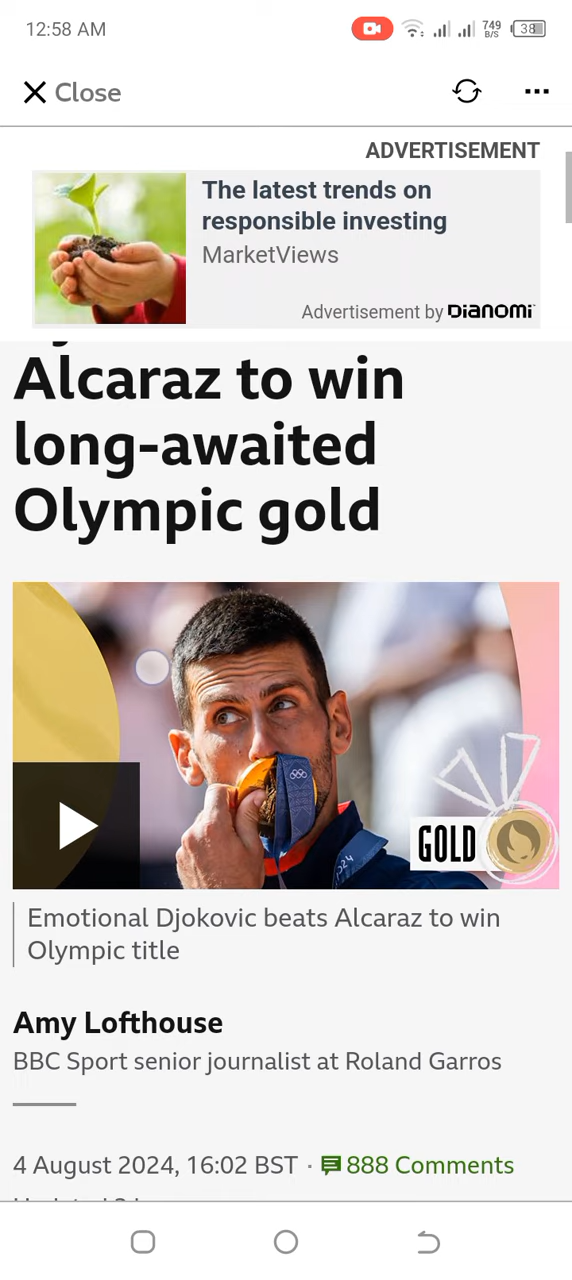 12:58 AM
749
B/S
38
Close
ADVERTISEMENT
The latest trends on
responsible investing
MarketViews
Advertisement by DIANOMI
Alcaraz to win
long-awaited
Olympic gold
24
GOLD
Emotional Djokovic beats Alcaraz to win
Olympic title
Amy Lofthouse
BBC Sport senior journalist at Roland Garros
4 August 2024, 16:02 BST · 888 Comments